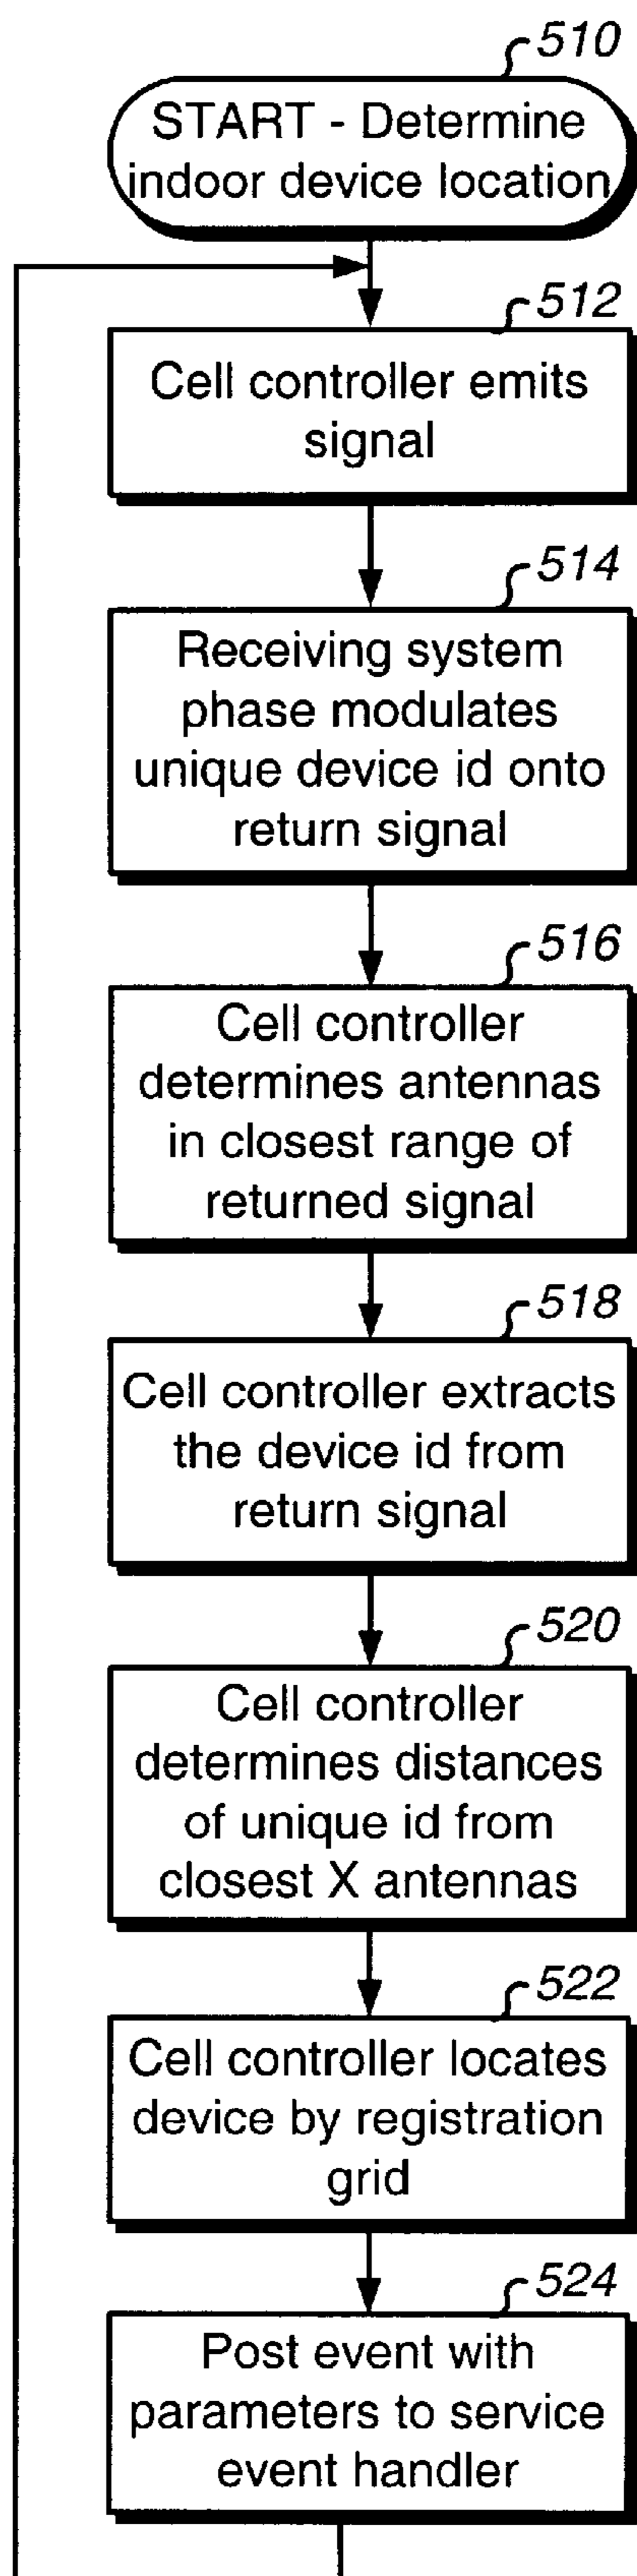 510
START - Determine
indoor device location
512
Cell controller emits
signal
514
Receiving system
phase modulates
unique device id onto
return signal
516
Cell controller
determines antennas
in closest range of
returned signal
518
Cell controller extracts
the device id from
return signal
520
Cell controller
determines distances
of unique id from
closest X antennas
522
Cell controller locates
device by registration
grid
524
Post event with
parameters to service
event handler